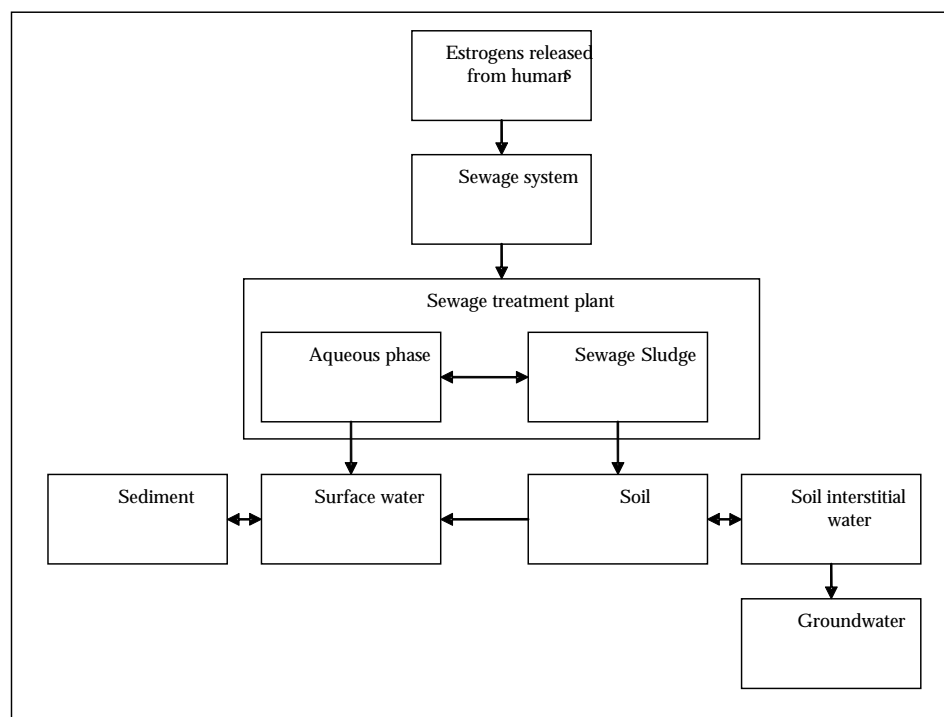 Estrogens released
from humans
Sewage system
Sewage treatment plant
Aqueous phase
Sewage Sludge
Sediment
Surface water
Soil
Soil interstitial
water
Groundwater